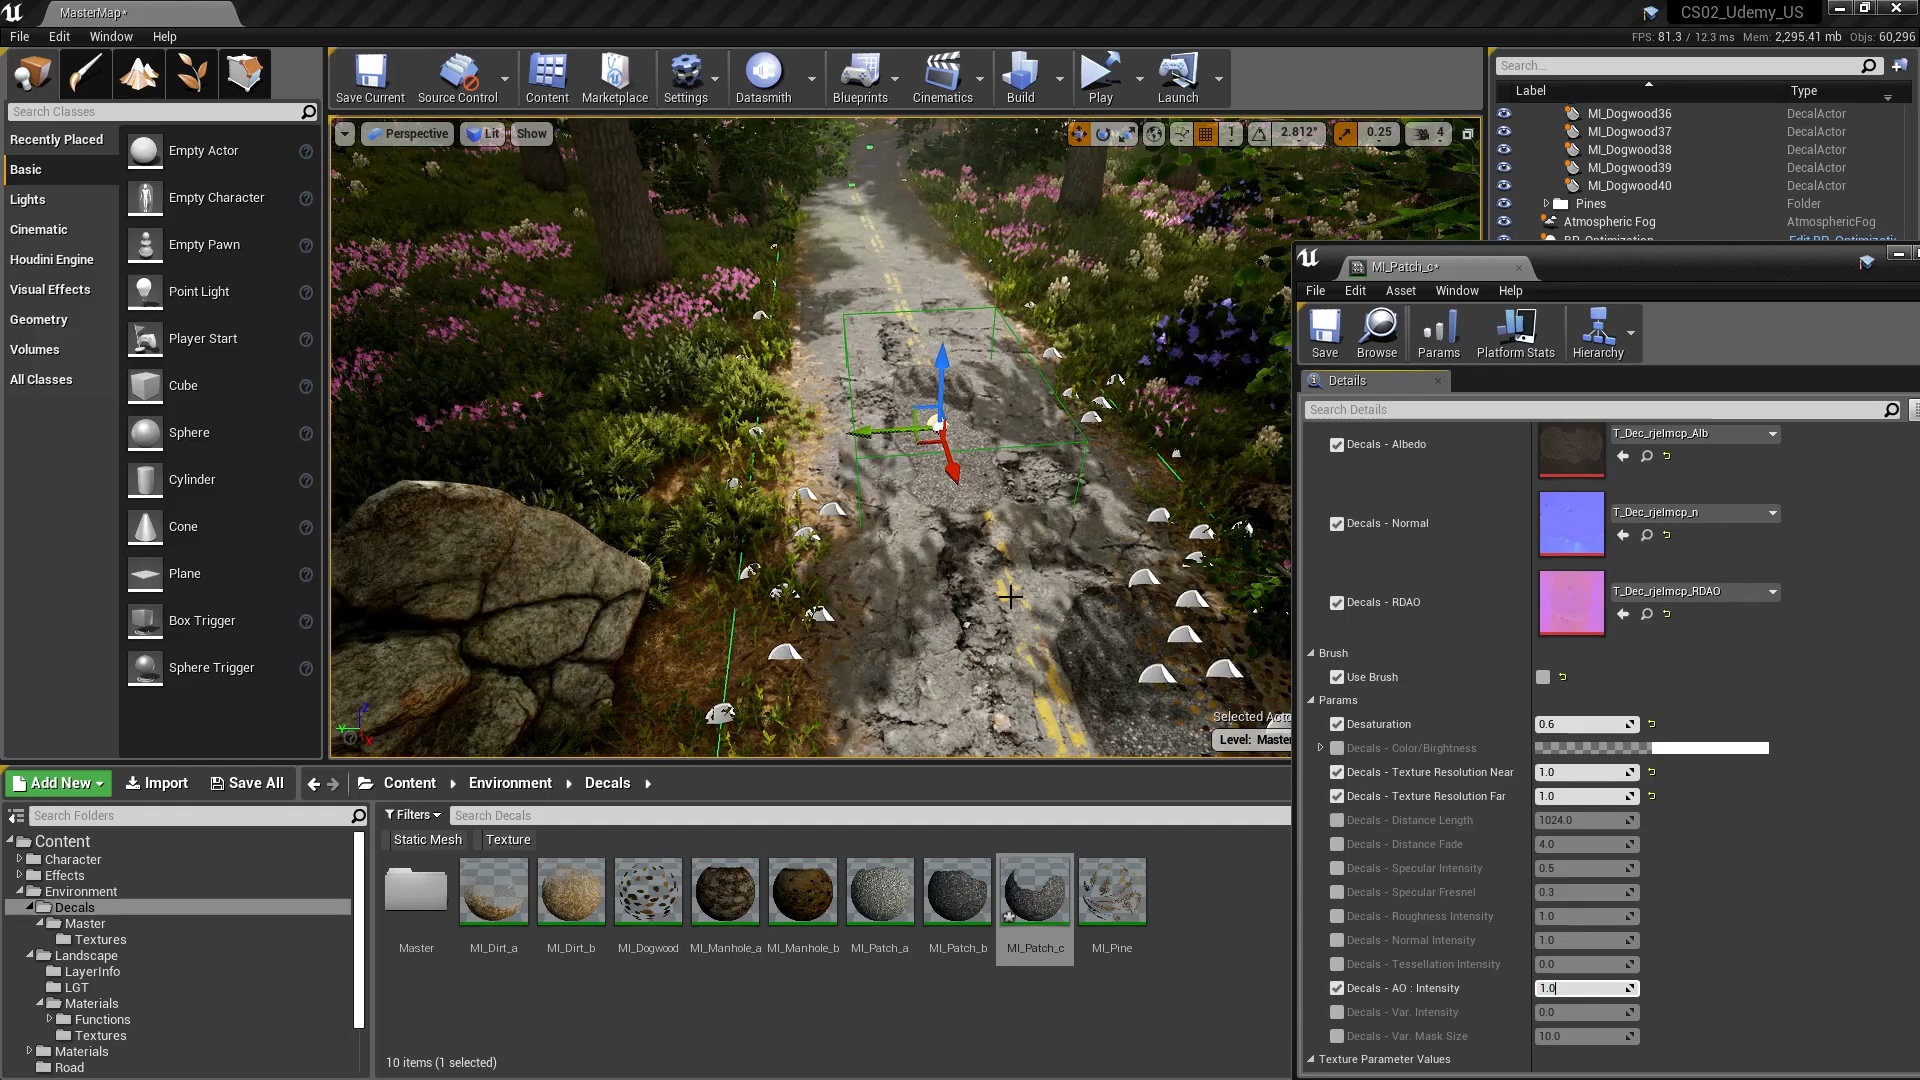 MasterMap*
CS02_Udemy_US
File Edit Window Help
FPS: 81.3 / 12.3 ms Mem: 2,295.41 mb Objs: 60,296
Search Classes
Recently Placed
Basic
Lights
Cinematic
Houdini Engine
Visual Effects
Geometry
Volumes
All Classes
Empty Actor
Empty Character
Empty Pawn
Point Light
Player Start
Cube
Sphere
Cylinder
Cone
Plane
Box Trigger
Sphere Trigger
Save Current
Source Control
Content
Marketplace
Settings
Datasmith
Blueprints
Cinematics
Build
Play
Launch
Perspective
Lit
Show
1
2.812°
0.25
4
Selected Acto
Level: Master
Search...
Label Type
MI_Dogwood36 DecalActor
MI_Dogwood37 DecalActor
MI_Dogwood38 DecalActor
MI_Dogwood39 DecalActor
MI_Dogwood40 DecalActor
Pines Folder
Atmospheric Fog AtmosphericFog
BP_Optimization Edit BP_Optimizati
MI_Patch_c*
File Edit Asset Window Help
Save
Browse
Params
Platform Stats
Hierarchy
Details
Search Details
Decals - Albedo T_Dec_rjelmcp_Alb
Decals - Normal T_Dec_rjelmcp_n
Decals - RDAO T_Dec_rjelmcp_RDAO
Brush
Use Brush
Params
Desaturation 0.6
Decals - Color/Birghtness
Decals - Texture Resolution Near 1.0
Decals - Texture Resolution Far 1.0
Decals - Distance Length 1024.0
Decals - Distance Fade 4.0
Decals - Specular Intensity 0.5
Decals - Specular Fresnel 0.3
Decals - Roughness Intensity 1.0
Decals - Normal Intensity 1.0
Decals - Tessellation Intensity 0.0
Decals - AO : Intensity 1.0
Decals - Var. Intensity 0.0
Decals - Var. Mask Size 10.0
Texture Parameter Values
Add New
Import
Save All
Content
Environment
Decals
Search Folders
Content
Character
Effects
Environment
Decals
Master
Textures
Landscape
LayerInfo
LGT
Materials
Functions
Textures
Materials
Road
Filters
Search Decals
Static Mesh
Texture
Master
MI_Dirt_a
MI_Dirt_b
MI_Dogwood
MI_Manhole_a
MI_Manhole_b
MI_Patch_a
MI_Patch_b
MI_Patch_c
MI_Pine
10 items (1 selected)
X
Y
Z